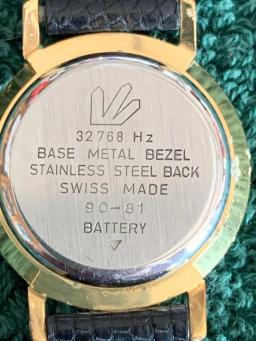 32768 Hz
BASE METAL BEZEL
STAINLESS STEEL BACK
SWISS MADE
90-81
BATTERY